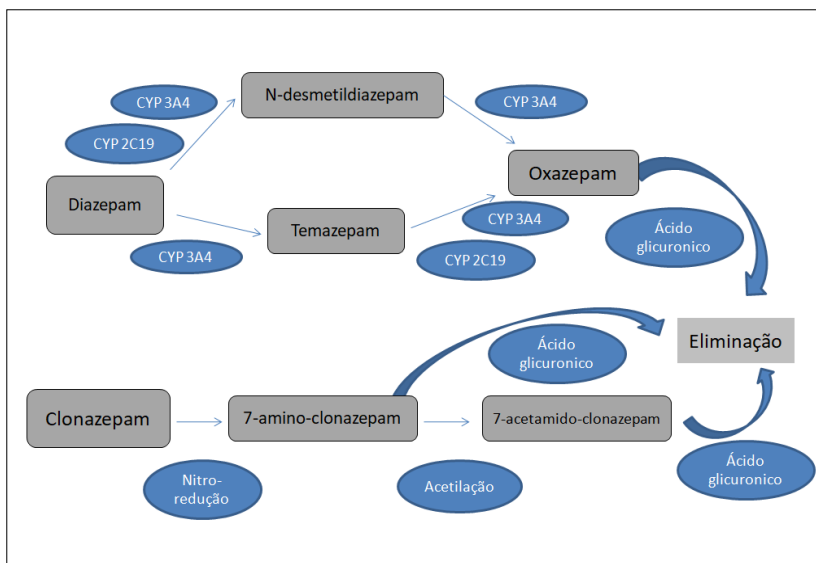 CYP 3A4
N-desmetildiazepam
CYP 3A4
CYP 2C19
Oxazepam
Diazepam
Temazepam
CYP 3A4
Ácido
glicuronico
CYP 3A4
CYP 2C19
Eliminação
Ácido
glicuronico
Clonazepam
7-amino-clonazepam
7-acetamido-clonazepam
Ácido
glicuronico
Nitro-
redução
Acetilação